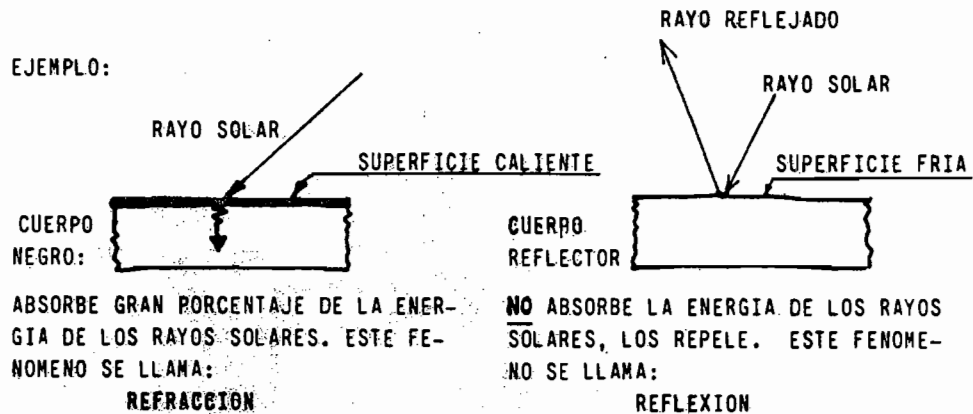 EJEMPLO:
RAYO SOLAR
SUPERFICIE CALIENTE
CUERPO
NEGRO:
ABSORBE GRAN PORCENTAJE DE LA ENER-
GIA DE LOS RAYOS SOLARES. ESTE FE-
NOMENO SE LLAMA:
REFRACCION
RAYO REFLEJADO
RAYO SOLAR
SUPERFICIE FRIA
CUERPO
REFLECTOR
NO ABSORBE LA ENERGIA DE LOS RAYOS
SOLARES, LOS REPELE. ESTE FENOME-
NO SE LLAMA:
REFLEXION